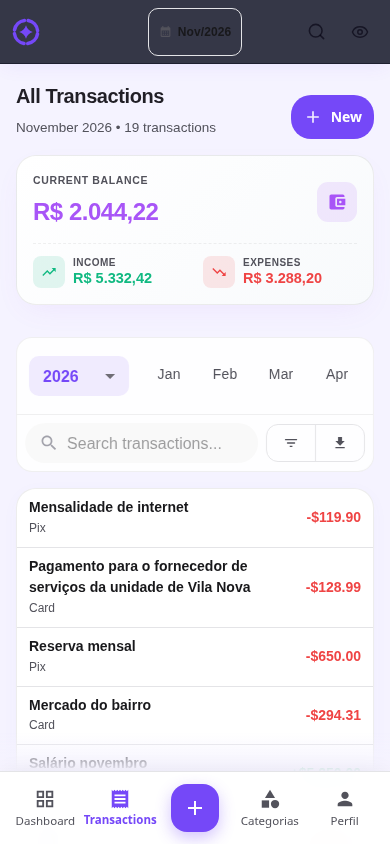 Nov/2026
All Transactions
November 2026 • 19 transactions
New
CURRENT BALANCE
R$ 2.044,22
INCOME
R$ 5.332,42
EXPENSES
R$ 3.288,20
2026
Jan
Feb
Mar
Apr
Search transactions...
Mensalidade de internet
Pix
-$119.90
Pagamento para o fornecedor de
serviços da unidade de Vila Nova
Card
-$128.99
Reserva mensal
Pix
-$650.00
Mercado do bairro
Card
-$294.31
Salário novembro
Dashboard
Transactions
Categorias
Perfil